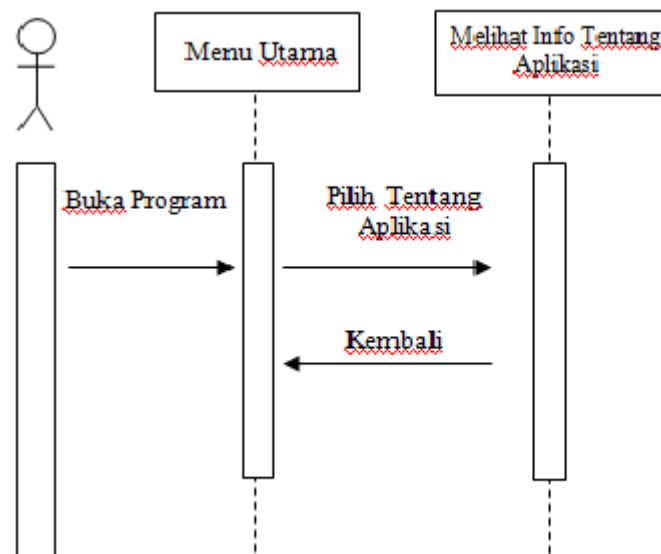 Menu Utama
Melihat Info Tentang
Aplikasi
Buka Program
Pilih Tentang
Aplikasi
Kembali